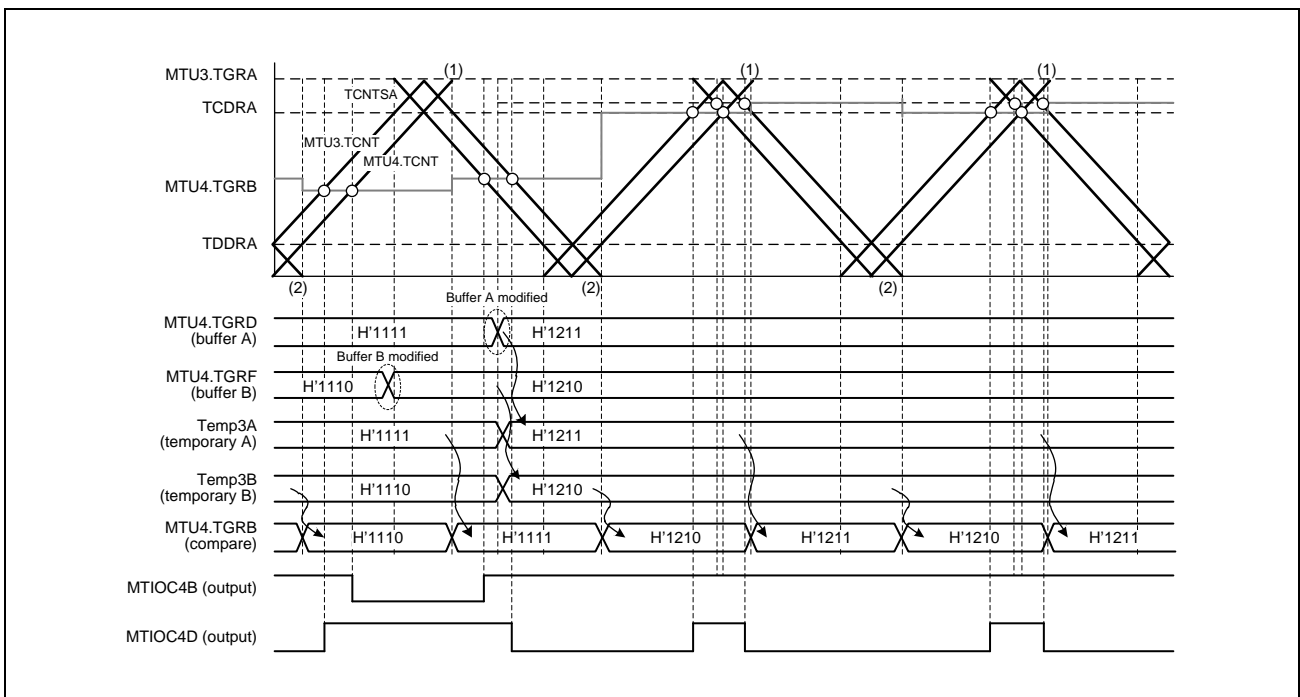 MTU3.TGRA
(1)
(1)
(1)
TCNTSA
TCDRA
MTU3.TCNT
MTU4.TCNT
MTU4.TGRB
TDDRA
(2)
(2)
(2)
Buffer A modified
MTU4.TGRD
(buffer A)
H'1111
H'1211
Buffer B modified
MTU4.TGRF
(buffer B)
H'1110
H'1210
Temp3A
(temporary A)
H'1111
H'1211
Temp3B
(temporary B)
H'1110
H'1210
MTU4.TGRB
(compare)
H'1110
H'1111
H'1210
H'1211
H'1210
H'1211
MTIOC4B (output)
MTIOC4D (output)